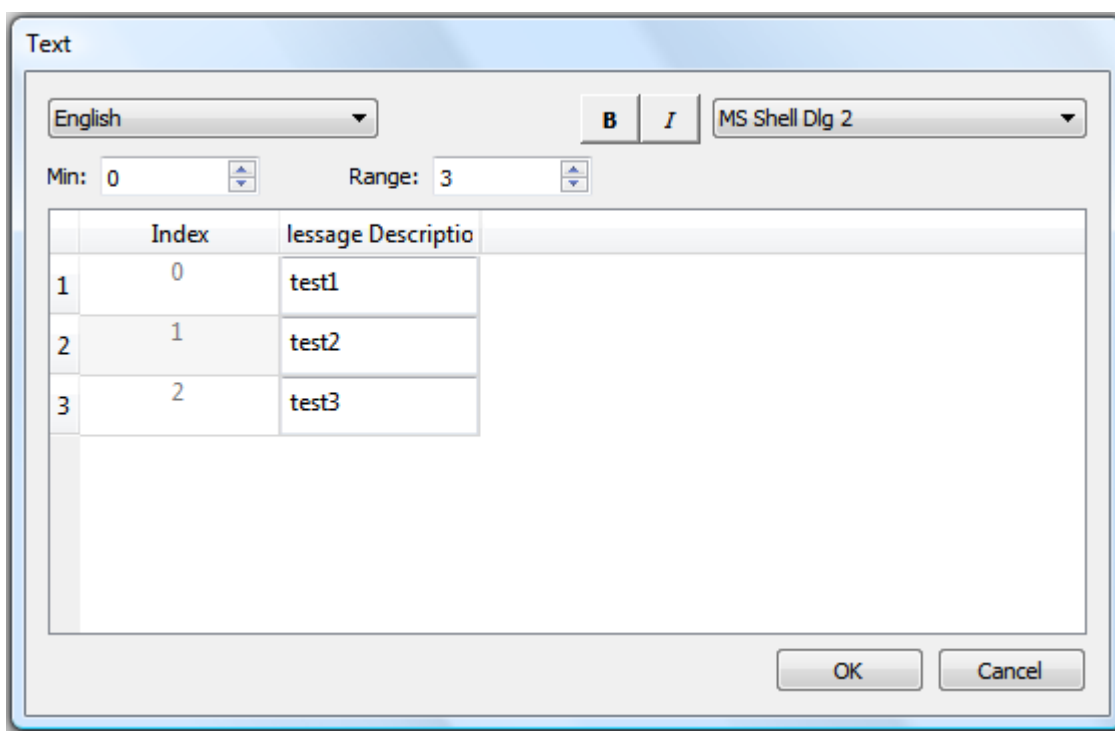 Text
English B I MS Shell Dlg 2
Min: 0 Range: 3
Index lessage Descriptio
1 0 test1
2 1 test2
3 2 test3
OK Cancel